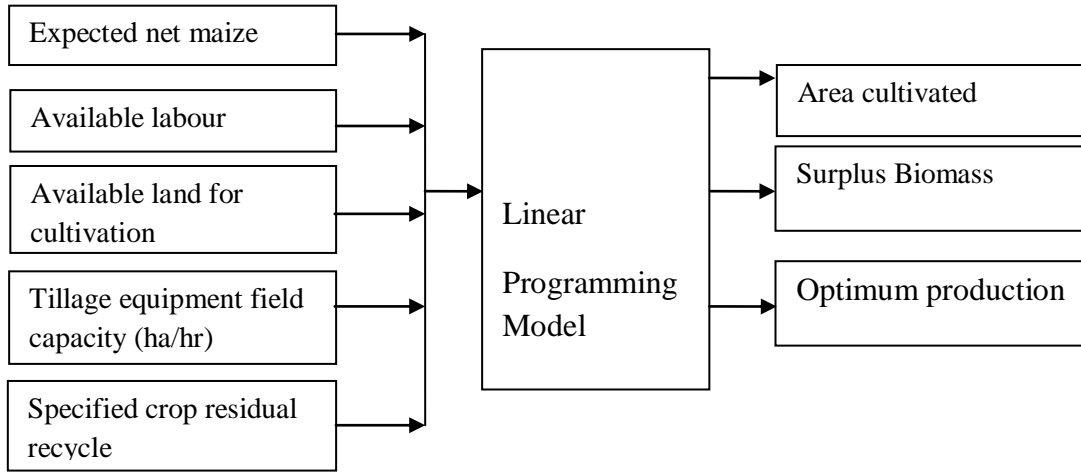 Expected net maize
Available labour
Available land for
cultivation
Tillage equipment field
capacity (ha/hr)
Specified crop residual
recycle
Linear
Programming
Model
Area cultivated
Surplus Biomass
Optimum production